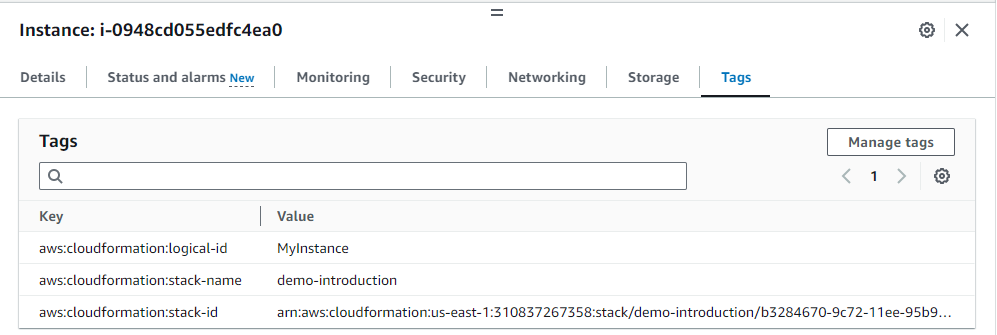 Instance: i-0948cd055edfc4ea0
Details Status and alarms New Monitoring Security Networking Storage Tags
Tags
Manage tags
1
Key Value
aws:cloudformation:logical-id MyInstance
aws:cloudformation:stack-name demo-introduction
aws:cloudformation:stack-id arn:aws:cloudformation:us-east-1:310837267358:stack/demo-introduction/b3284670-9c72-11ee-95b9...